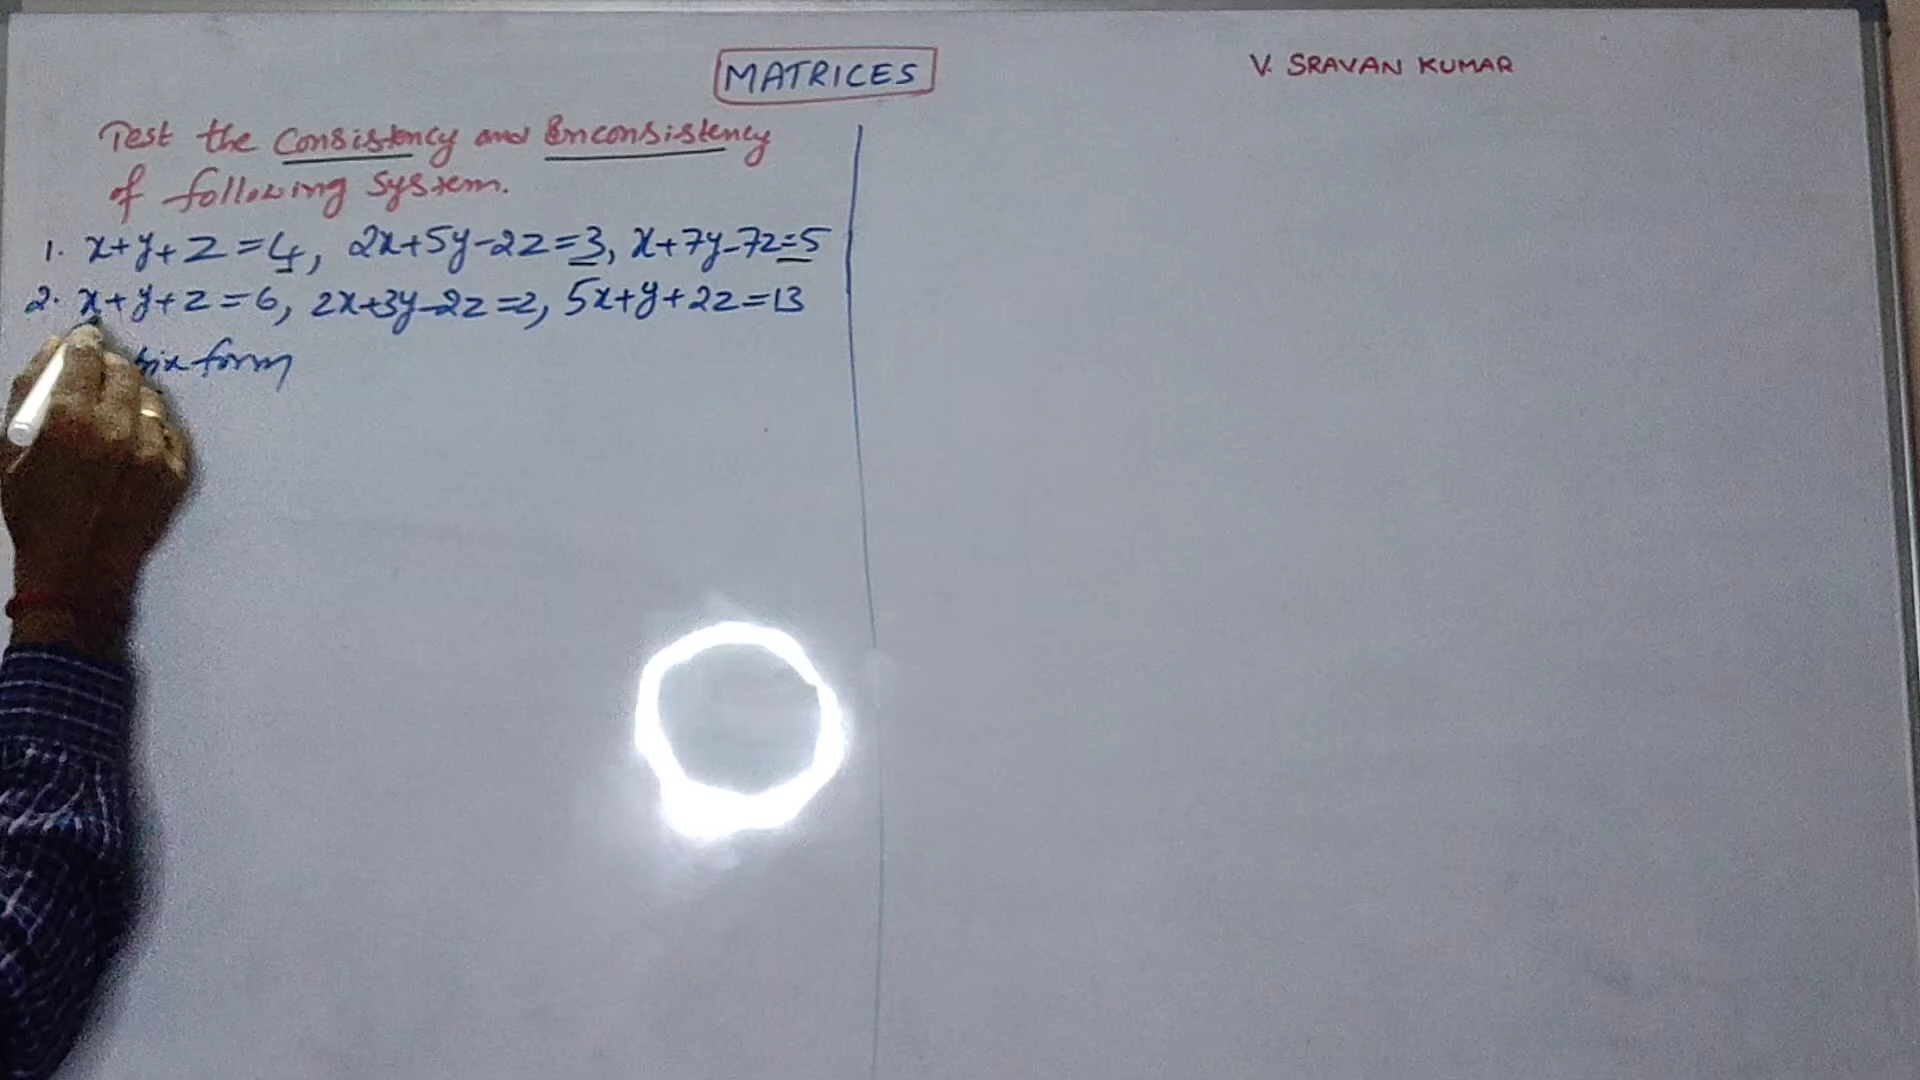 MATRICES
V. SRAVAN KUMAR
Test the Consistency and Inconsistency
of following System.
1. x+y+z=4, 2x+5y-2z=3, x+7y-7z=5
2. x+y+z=6, 2x+3y-2z=2, 5x+y+2z=13
form